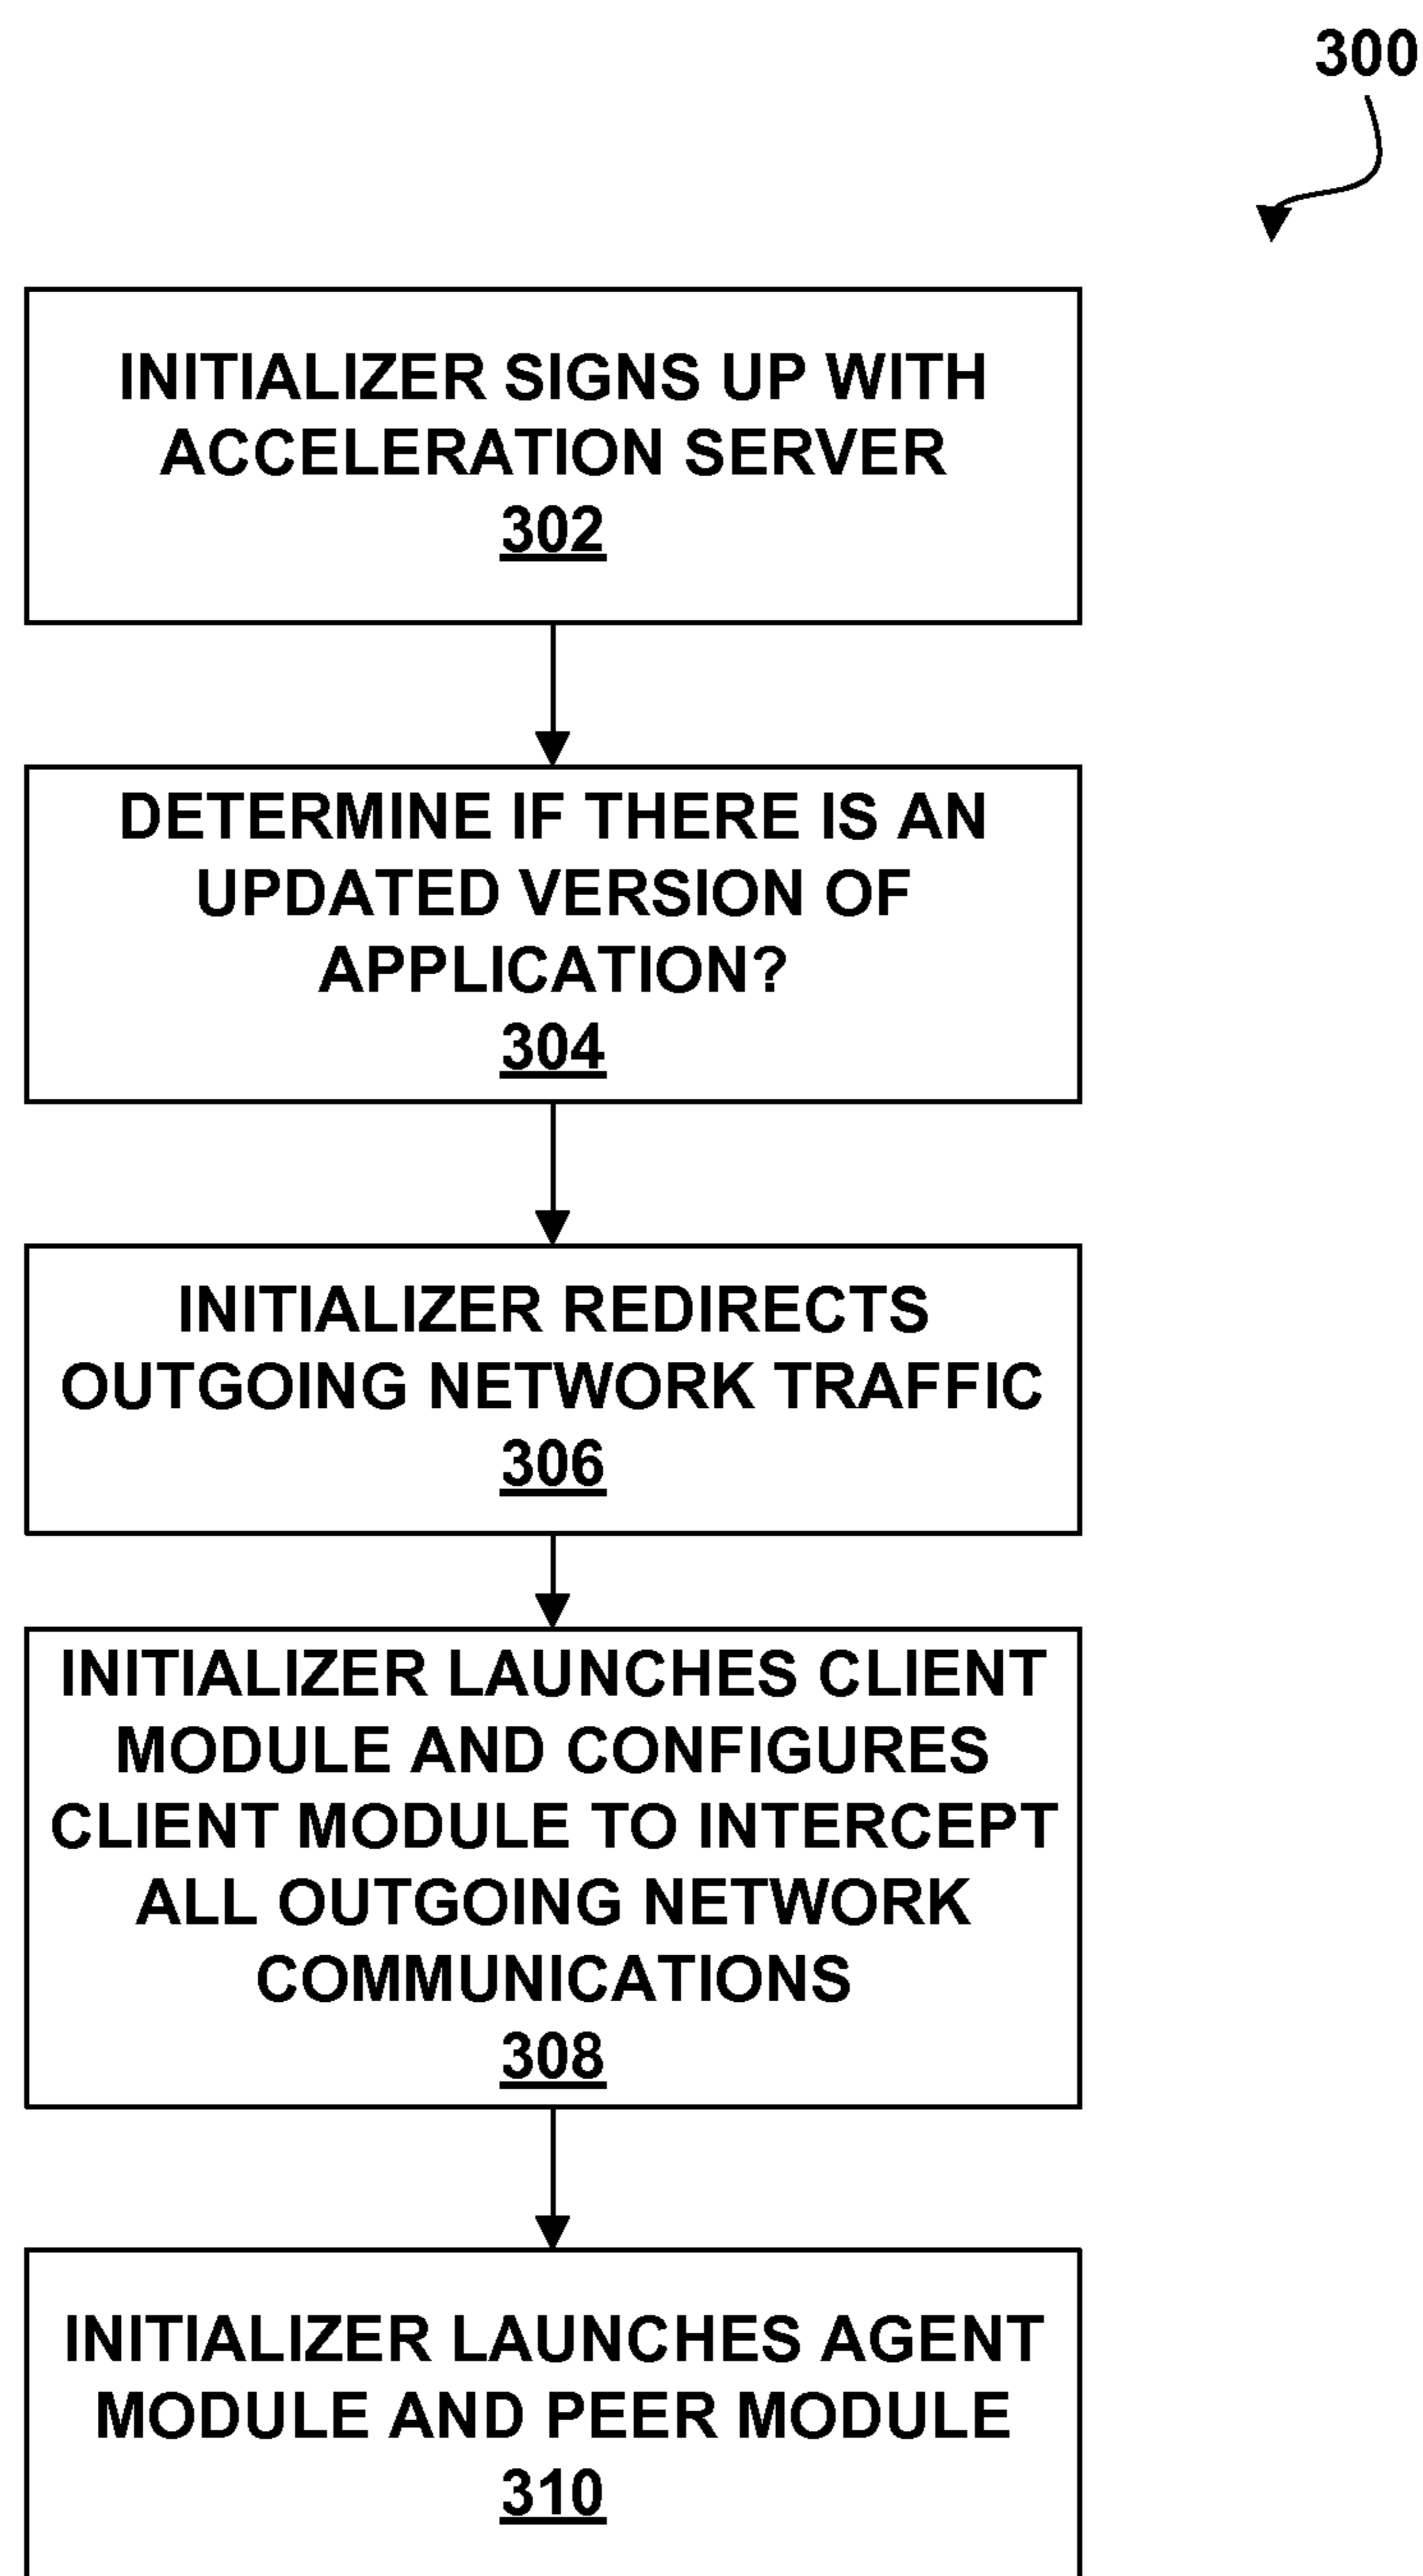 300
INITIALIZER SIGNS UP WITH
ACCELERATION SERVER
302
DETERMINE IF THERE IS AN
UPDATED VERSION OF
APPLICATION?
304
INITIALIZER REDIRECTS
OUTGOING NETWORK TRAFFIC
306
INITIALIZER LAUNCHES CLIENT
MODULE AND CONFIGURES
CLIENT MODULE TO INTERCEPT
ALL OUTGOING NETWORK
COMMUNICATIONS
308
INITIALIZER LAUNCHES AGENT
MODULE AND PEER MODULE
310